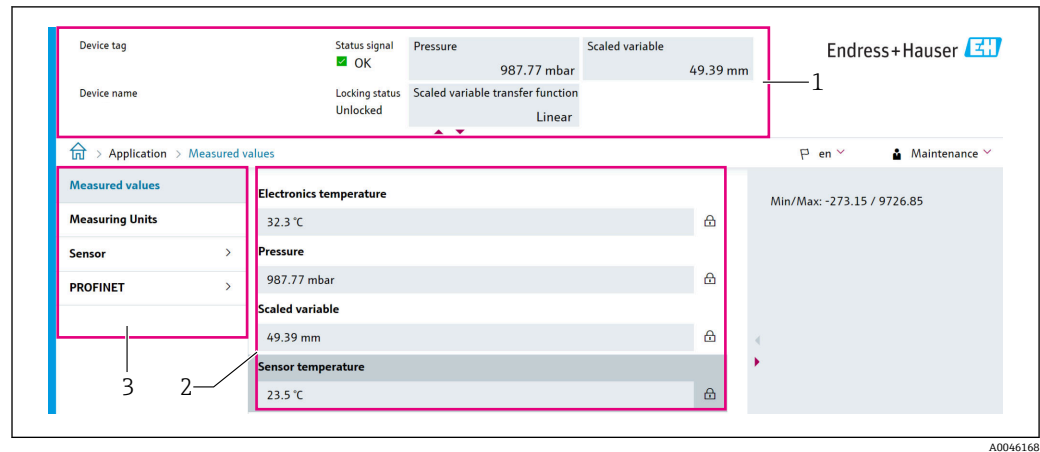 Device tag
Status signal
OK
Pressure
987.77 mbar
Scaled variable
49.39 mm
Endress+Hauser EH
1
Device name
Locking status
Unlocked
Scaled variable transfer function
Linear
> Application > Measured values
en
Maintenance
Measured values
Measuring Units
Sensor >
PROFINET >
3
2
Electronics temperature
32.3 °C
Pressure
987.77 mbar
Scaled variable
49.39 mm
Sensor temperature
23.5 °C
Min/Max: -273.15 / 9726.85
A0046168